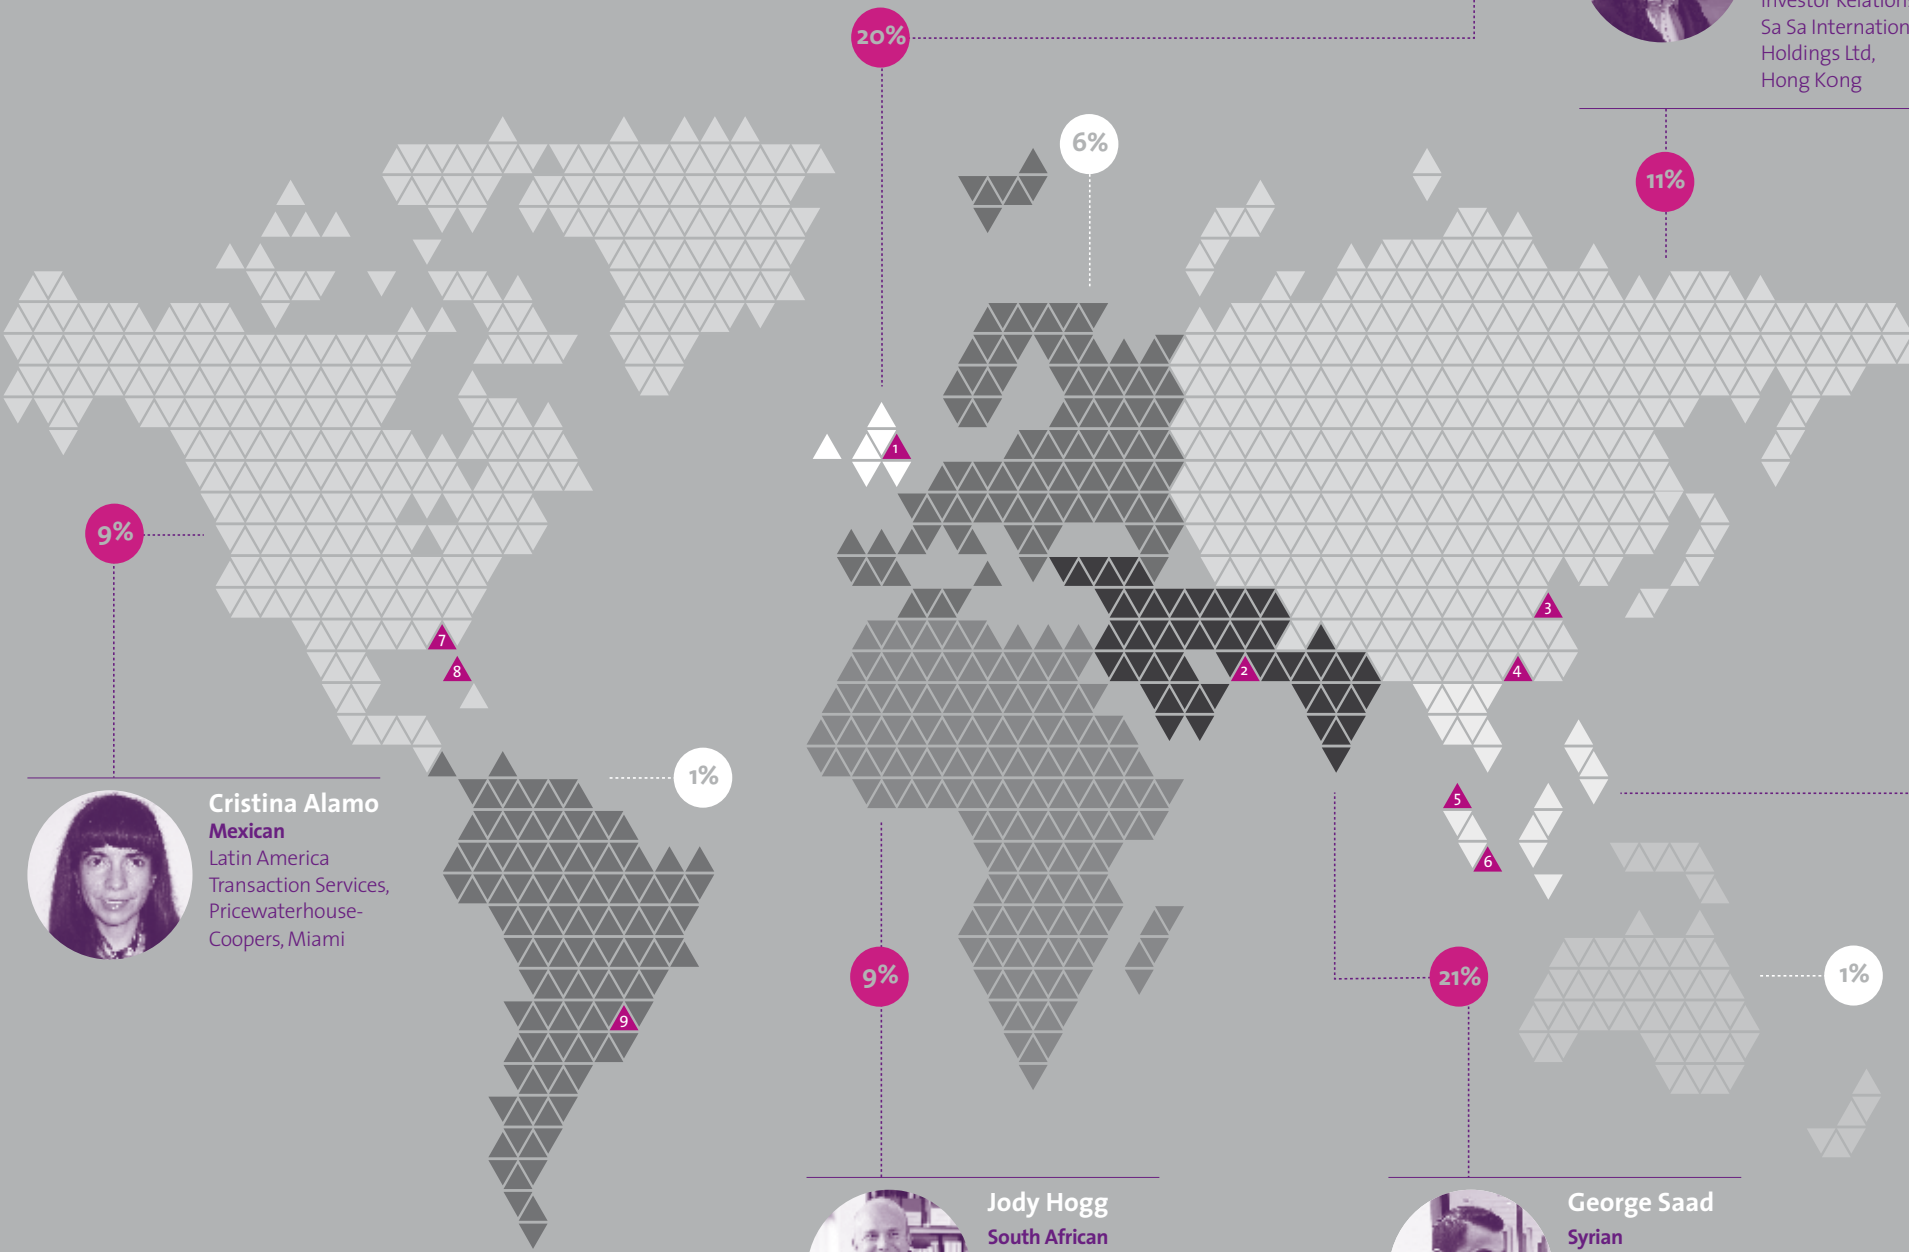 Sa Sa Internation
Holdings Ltd,
Hong Kong
20%
6%
11%
1
9%
3
7
8
2
4
1%
5
6
Cristina Alamo
Mexican
Latin America
Transaction Services,
Pricewaterhouse-
Coopers, Miami
9%
21%
1%
9
Jody Hogg
South African
George Saad
Syrian